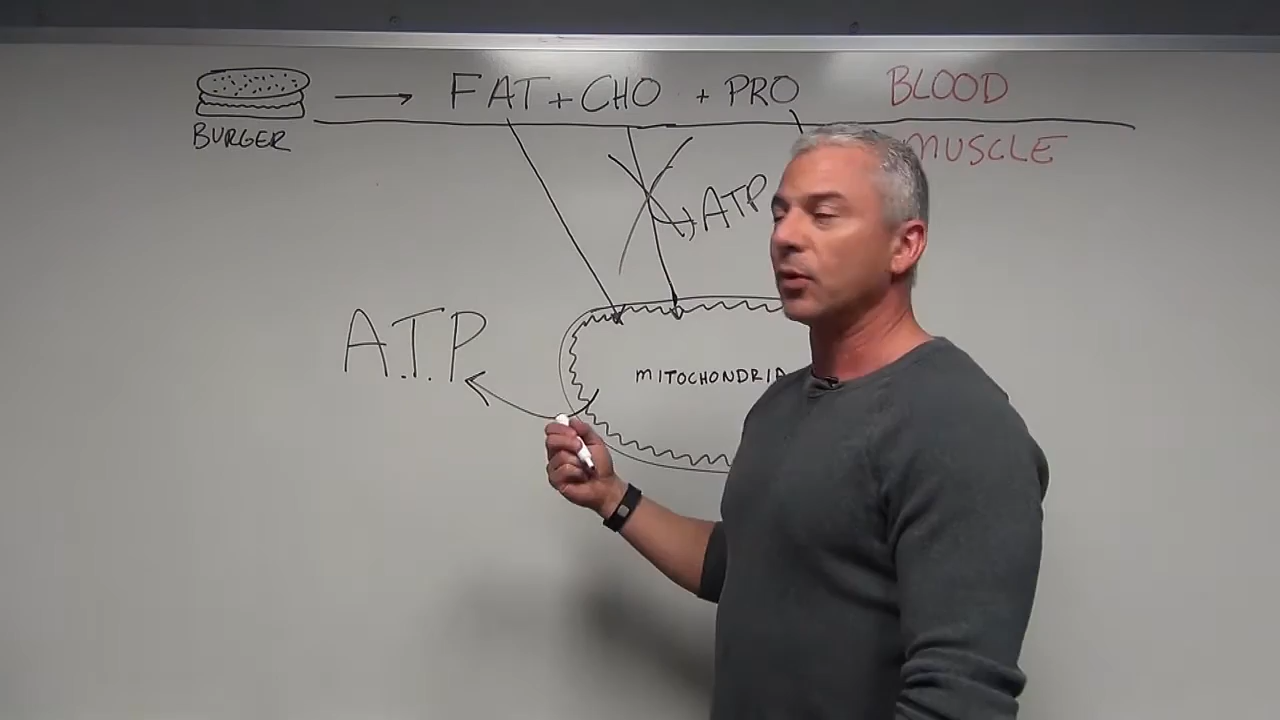 FAT + CHO + PRO
BLOOD
BURGER
MUSCLE
ATP
A.T.P
MITOCHONDRIA